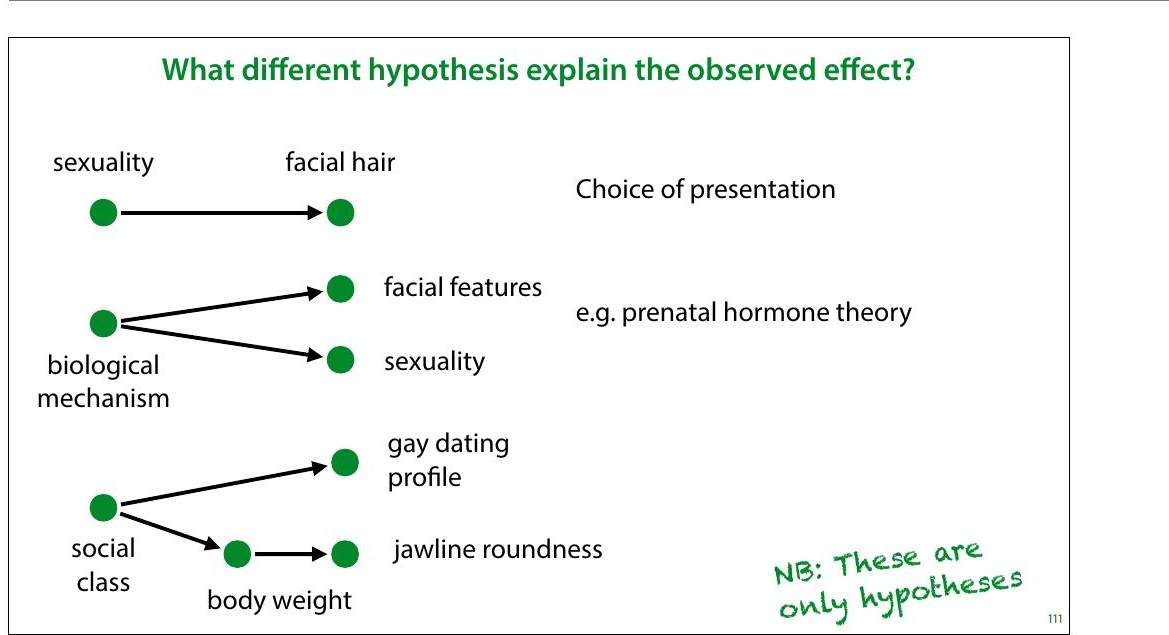 What different hypothesis explain the observed effect?
sexuality
facial hair
Choice of presentation
facial features
e.g. prenatal hormone theory
biological
mechanism
sexuality
gay dating
profile
social
class
jawline roundness
body weight
NB: These are
only hypotheses
111